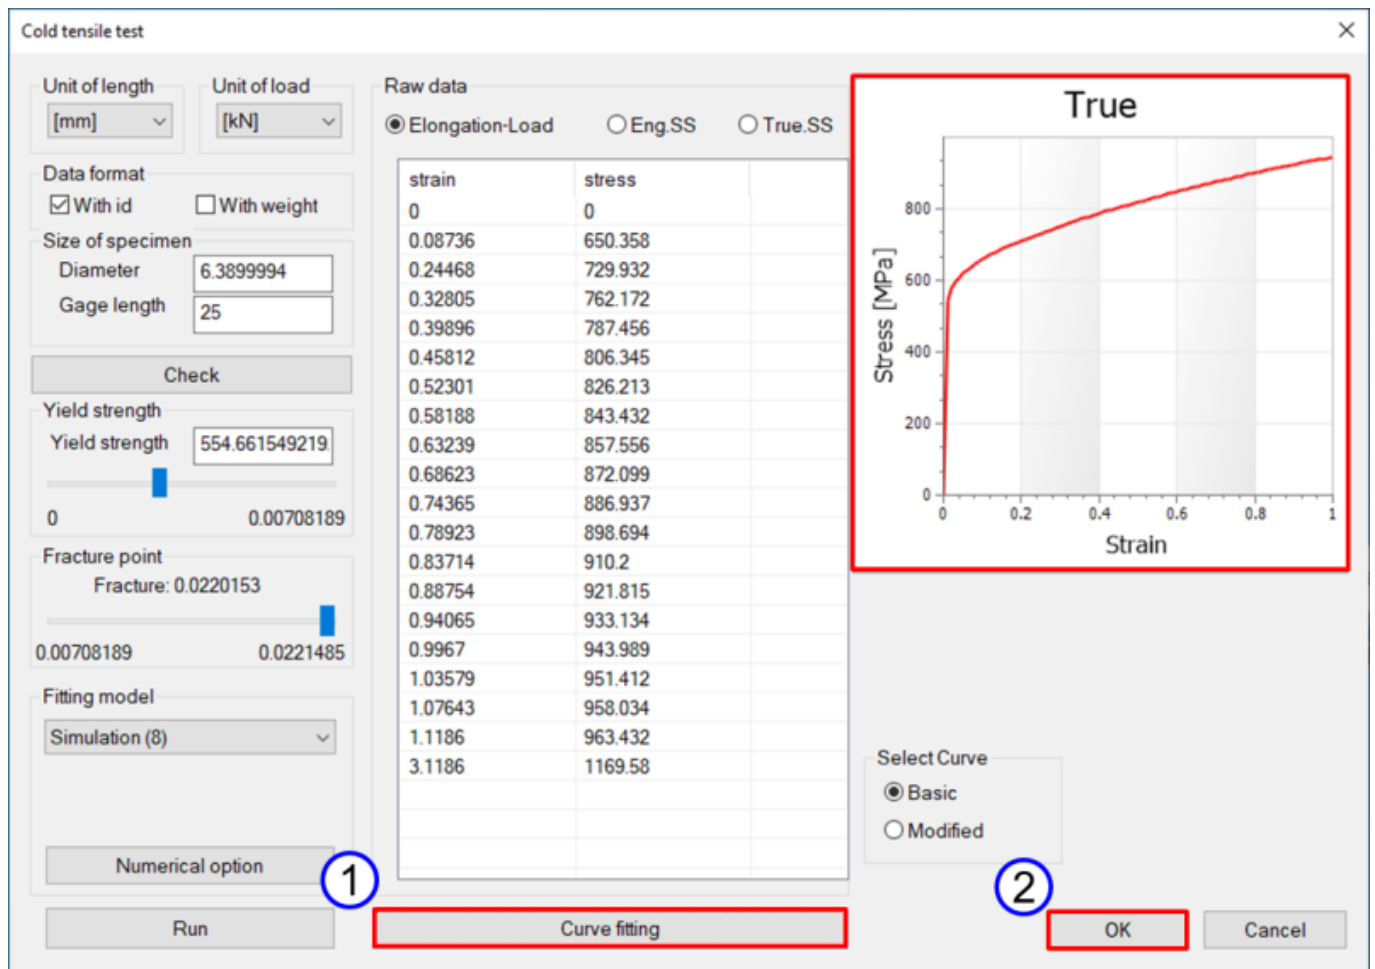 Cold tensile test
Unit of length
Unit of load
[mm]
[kN]
Data format
With id
With weight
Size of specimen
Diameter
6.3899994
Gage length
25
Check
Yield strength
Yield strength
554.661549219
0
0.00708189
Fracture point
Fracture: 0.0220153
0.00708189
0.0221485
Fitting model
Simulation (8)
Numerical option
Run
Raw data
Elongation-Load
Eng.SS
True.SS
strain stress
0 0
0.08736 650.358
0.24468 729.932
0.32805 762.172
0.39896 787.456
0.45812 806.345
0.52301 826.213
0.58188 843.432
0.63239 857.556
0.68623 872.099
0.74365 886.937
0.78923 898.694
0.83714 910.2
0.88754 921.815
0.94065 933.134
0.9967 943.989
1.03579 951.412
1.07643 958.034
1.1186 963.432
3.1186 1169.58
1
Curve fitting
True
Stress [MPa]
800
600
400
200
0
0 0.2 0.4 0.6 0.8 1
Strain
Select Curve
Basic
Modified
2
OK
Cancel